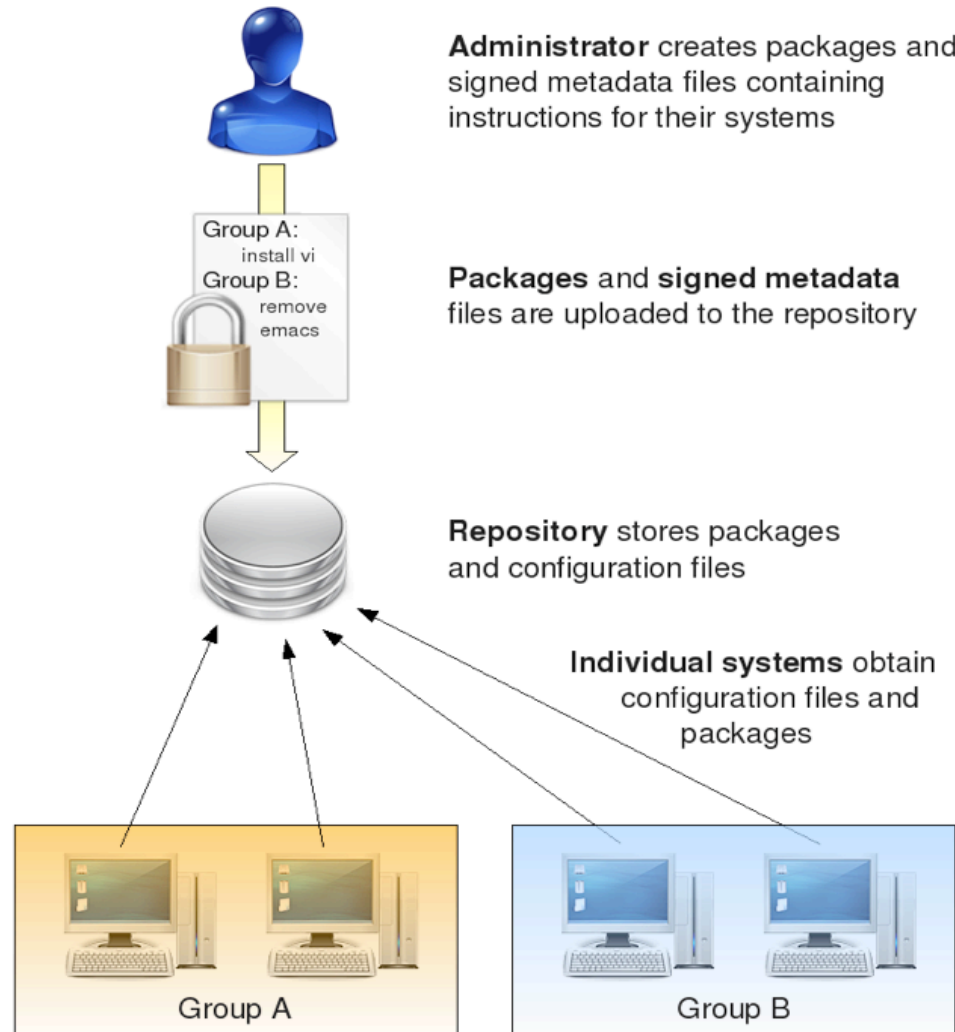 Administrator creates packages and
signed metadata files containing
instructions for their systems
Group A:
install vi
Group B:
remove
emacs
Packages and signed metadata
files are uploaded to the repository
Repository stores packages
and configuration files
Individual systems obtain
configuration files and
packages
Group A
Group B